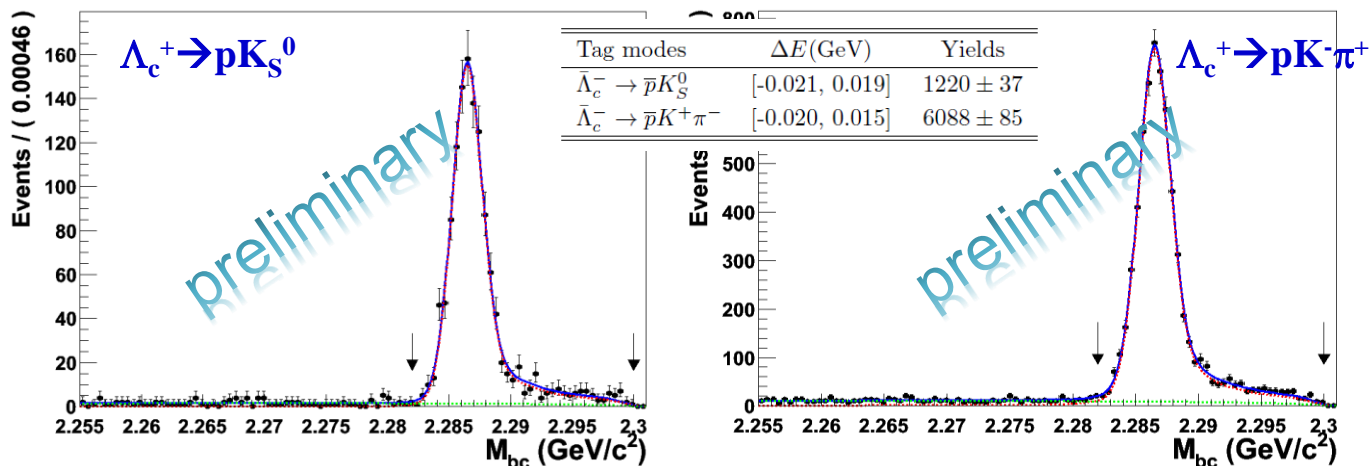 Λc⁺→pKS⁰
Events / ( 0.00046 )
160
140
120
100
80
60
40
20
0
preliminary
2.255 2.26 2.265 2.27 2.275 2.28 2.285 2.29 2.295 2.3
Mbc (GeV/c²)
Tag modes ΔE(GeV) Yields
Λ̄c⁻ → p̄KS⁰ [-0.021, 0.019] 1220 ± 37
Λ̄c⁻ → p̄K⁺π⁻ [-0.020, 0.015] 6088 ± 85
Λc⁺→pK⁻π⁺
)
Events
800
500
400
300
200
100
0
preliminary
2.255 2.26 2.265 2.27 2.275 2.28 2.285 2.29 2.295 2.3
Mbc (GeV/c²)